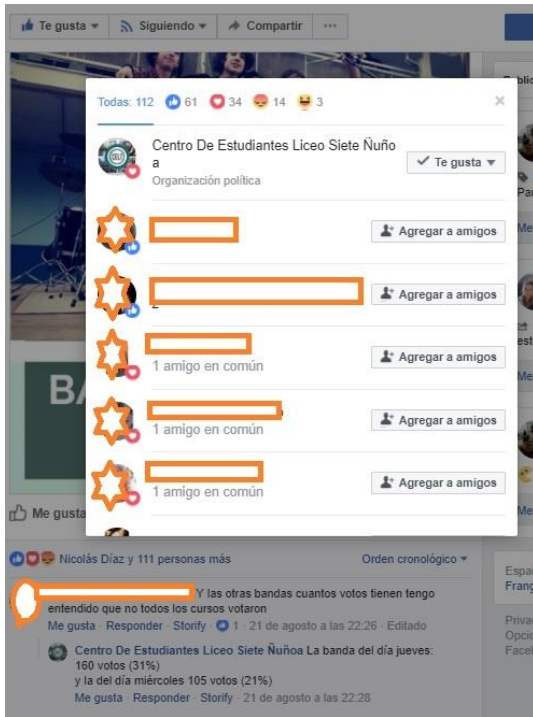 Te gusta Siguiendo Compartir
Todas: 112 61 34 14 3
Centro De Estudiantes Liceo Siete Ñuño
a
Organización política
Te gusta
Agregar a amigos
Agregar a amigos
1 amigo en común
Agregar a amigos
1 amigo en común
Agregar a amigos
1 amigo en común
Agregar a amigos
BA
Me gusta
Nicolás Díaz y 111 personas más
Orden cronológico
Y las otras bandas cuantos votos tienen tengo
entendido que no todos los cursos votaron
Me gusta · Responder · Storify · 1 · 21 de agosto a las 22:26 · Editado
Centro De Estudiantes Liceo Siete Ñuñoa La banda del día jueves:
160 votos (31%)
y la del día miércoles 105 votos (21%)
Me gusta · Responder · Storify · 21 de agosto a las 22:28